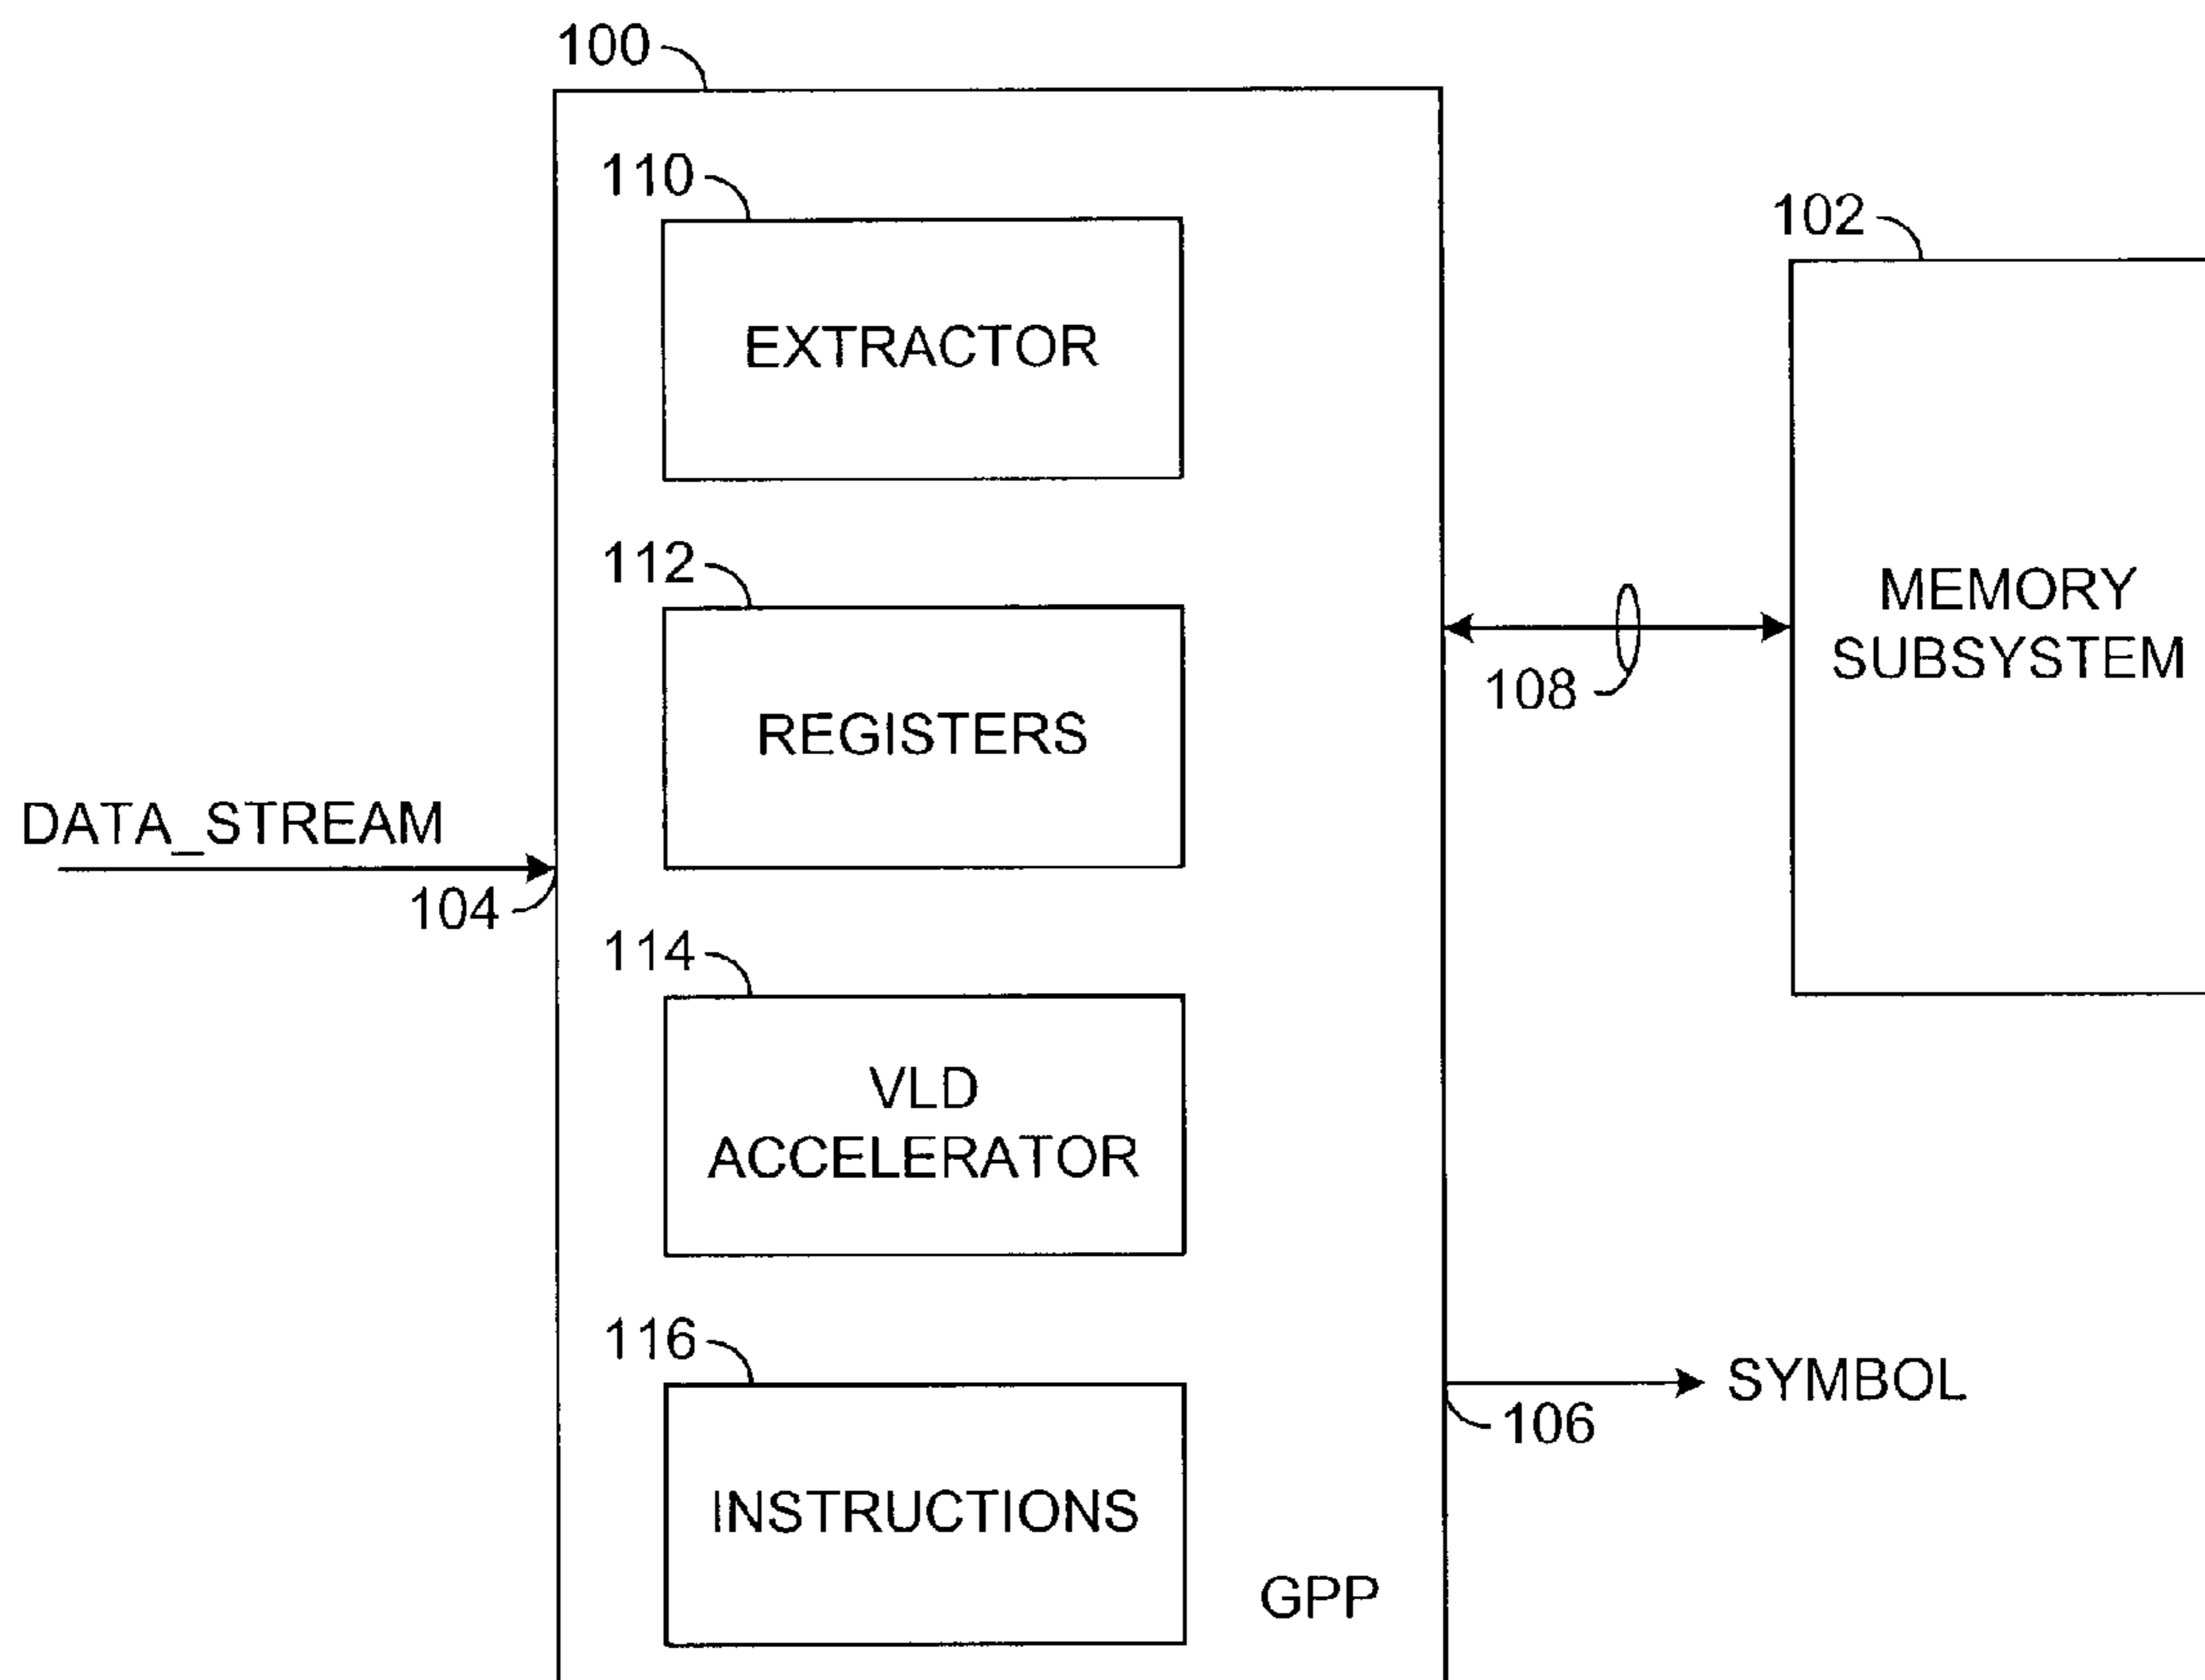 100
110
EXTRACTOR
102
112
REGISTERS
MEMORY
SUBSYSTEM
108
DATA_STREAM
104
114
VLD
ACCELERATOR
116
INSTRUCTIONS
SYMBOL
106
GPP